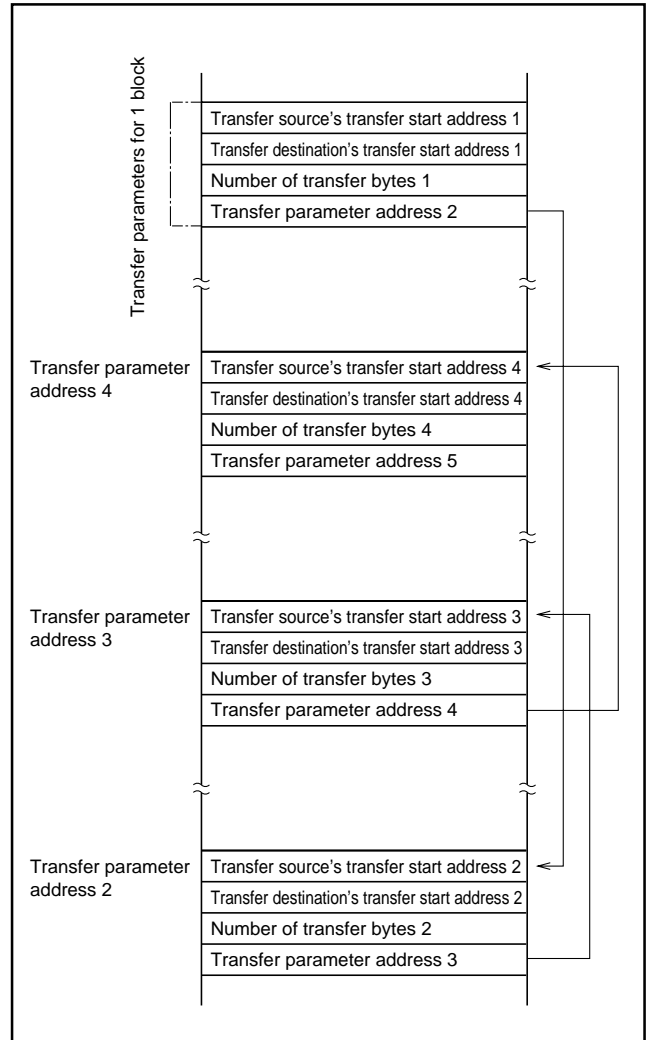 Transfer parameters for 1 block
Transfer source's transfer start address 1
Transfer destination's transfer start address 1
Number of transfer bytes 1
Transfer parameter address 2
Transfer parameter
address 4
Transfer source's transfer start address 4
Transfer destination's transfer start address 4
Number of transfer bytes 4
Transfer parameter address 5
Transfer parameter
address 3
Transfer source's transfer start address 3
Transfer destination's transfer start address 3
Number of transfer bytes 3
Transfer parameter address 4
Transfer parameter
address 2
Transfer source's transfer start address 2
Transfer destination's transfer start address 2
Number of transfer bytes 2
Transfer parameter address 3